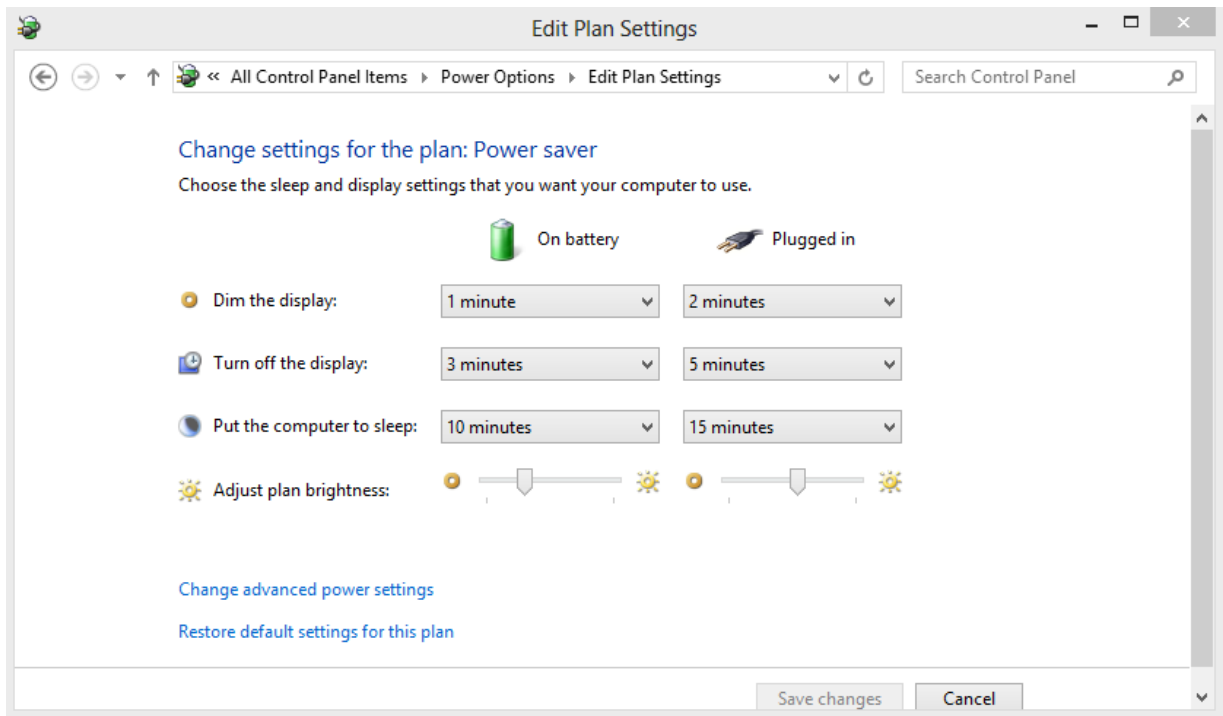 Edit Plan Settings
« All Control Panel Items Power Options Edit Plan Settings Search Control Panel
Change settings for the plan: Power saver
Choose the sleep and display settings that you want your computer to use.
On battery Plugged in
Dim the display: 1 minute 2 minutes
Turn off the display: 3 minutes 5 minutes
Put the computer to sleep: 10 minutes 15 minutes
Adjust plan brightness:
Change advanced power settings
Restore default settings for this plan
Save changes Cancel